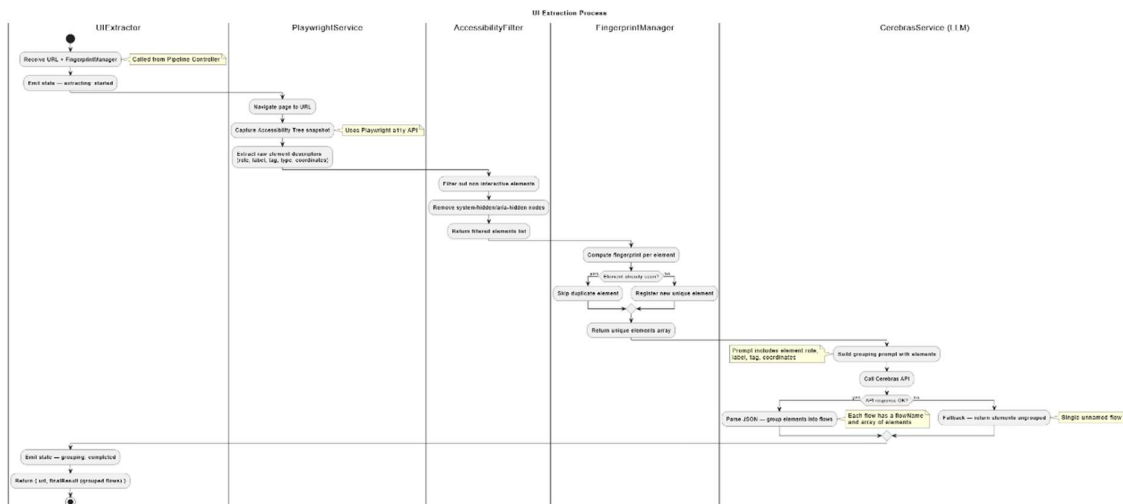 UI Extraction Process
UIExtractor
PlaywrightService
AccessibilityFilter
FingerprintManager
CerebrasService (LLM)
Receive URL + FingerprintManager
Called from Pipeline Controller
Emit state — extracting: started
Navigate page to URL
Capture Accessibility Tree snapshot
Uses Playwright a11y API
Extract raw element descriptors
(role, label, tag, type, coordinates)
Filter out non interactive elements
Remove system-hidden/aria-hidden nodes
Return filtered elements list
Compute fingerprint per element
Element already seen?
yes
no
Skip duplicate element
Register new unique element
Return unique elements array
Prompt includes element role,
label, tag, coordinates
Build grouping prompt with elements
Call Cerebras API
API response OK?
yes
no
Parse JSON — group elements into flows
Each flow has a flowName
and array of elements
Fallback — return elements ungrouped
Single unnamed flow
Emit state — grouping: completed
Return { url, finalResult (grouped flows) }